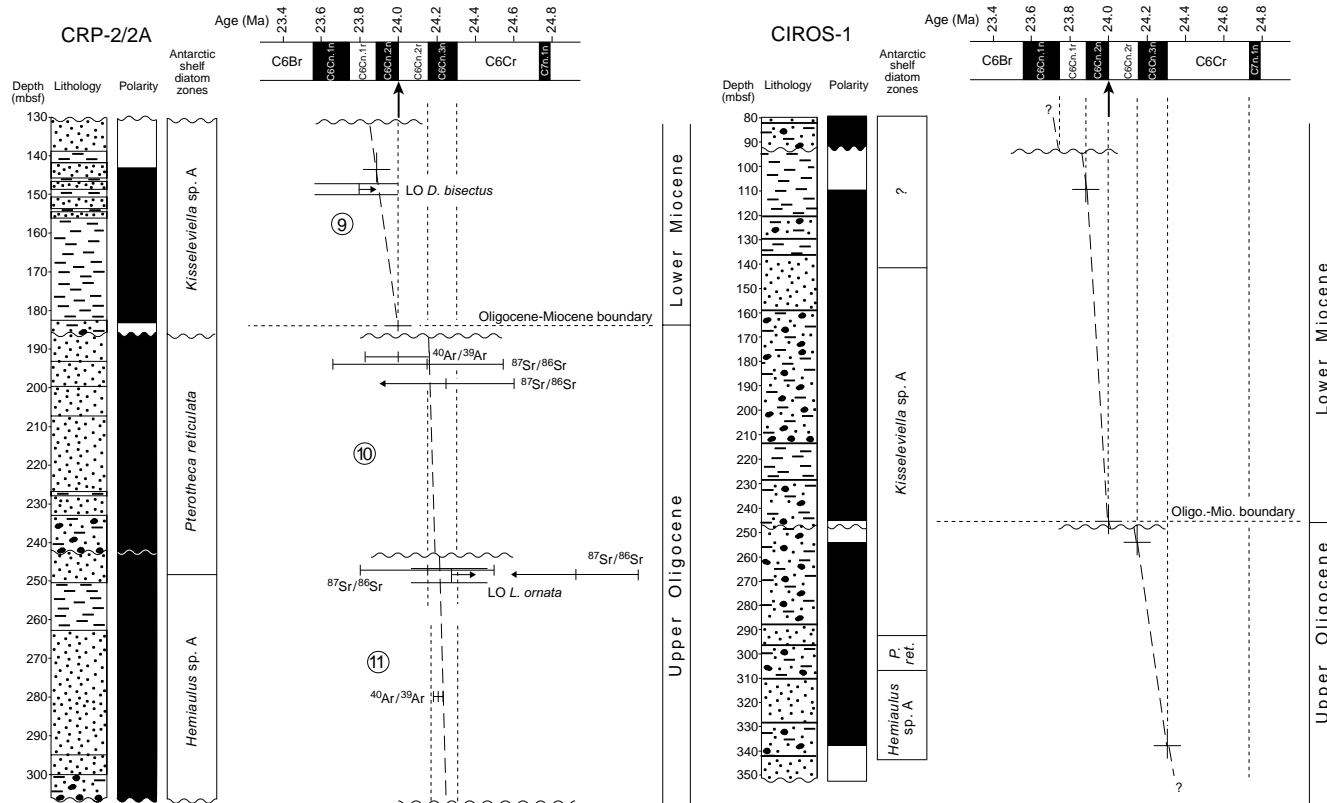 CRP-2/2A
Age (Ma)
23.4
23.6
23.8
24.0
24.2
24.4
24.6
24.8
C6Br
C6Cn.1n
C6Cn.1r
C6Cn.2n
C6Cn.2r
C6Cn.3n
C6Cr
C7n.1n
Depth
(mbsf)
Lithology
Polarity
Antarctic
shelf
diatom
zones
130
140
150
160
170
180
190
200
210
220
230
240
250
260
270
280
290
300
Kisseleviella sp. A
Pterotheca reticulata
Hemiaulus sp. A
LO D. bisectus
9
Oligocene-Miocene boundary
40Ar/39Ar
87Sr/86Sr
87Sr/86Sr
10
87Sr/86Sr
87Sr/86Sr
LO L. ornata
11
40Ar/39Ar
Lower Miocene
Upper Oligocene
CIROS-1
Age (Ma)
23.4
23.6
23.8
24.0
24.2
24.4
24.6
24.8
C6Br
C6Cn.1n
C6Cn.1r
C6Cn.2n
C6Cn.2r
C6Cn.3n
C6Cr
C7n.1n
Depth
(mbsf)
Lithology
Polarity
Antarctic
shelf
diatom
zones
80
90
100
110
120
130
140
150
160
170
180
190
200
210
220
230
240
250
260
270
280
290
300
310
320
330
340
350
?
Kisseleviella sp. A
P.
ret.
Hemiaulus
sp. A
?
Oligo.-Mio. boundary
?
Lower Miocene
Upper Oligocene